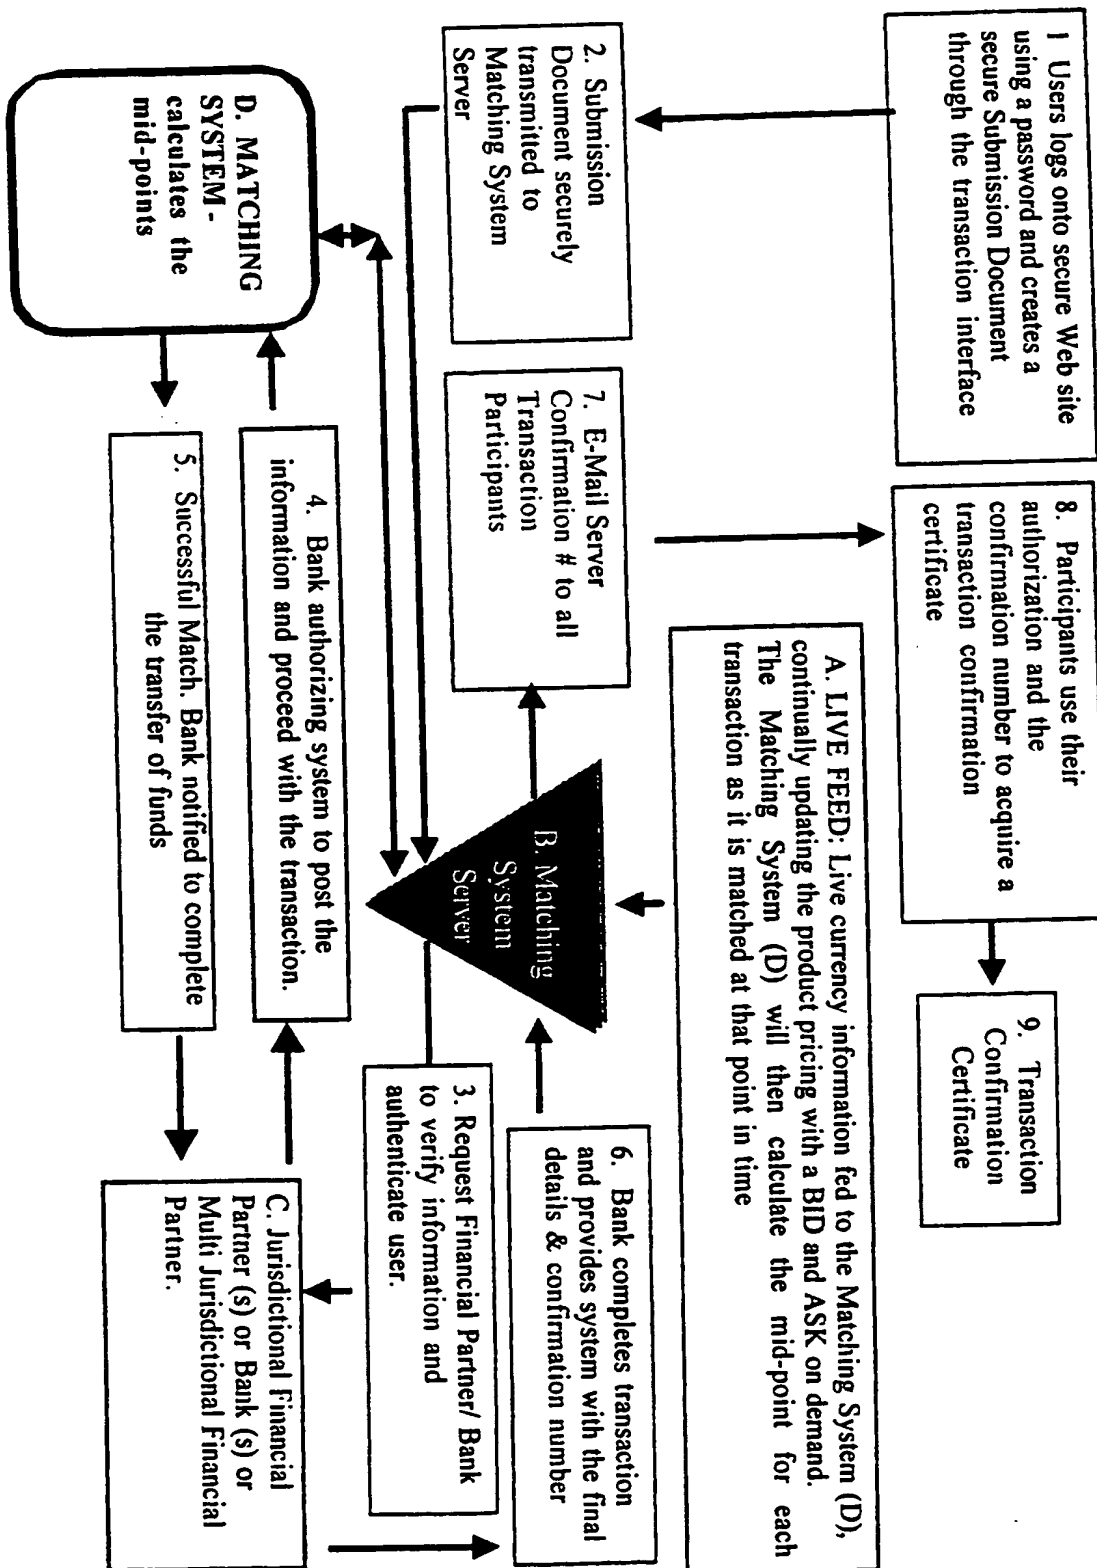 1 Users logs onto secure Web site
using a password and creates a
secure Submission Document
through the transaction interface
2. Submission
Document securely
transmitted to
Matching System
Server
D. MATCHING
SYSTEM -
calculates the
mid-points
8. Participants use their
authorization and the
confirmation number to acquire a
transaction confirmation
certificate
7. E-Mail Server
Confirmation # to all
Transaction
Participants
4. Bank authorizing system to post the
information and proceed with the transaction.
5. Successful Match. Bank notified to complete
the transfer of funds
A. LIVE FEED: Live currency information fed to the Matching System (D),
continually updating the product pricing with a BID and ASK on demand.
The Matching System (D) will then calculate the mid-point for each
transaction as it is matched at that point in time
B. Matching
System
Server
9. Transaction
Confirmation
Certificate
6. Bank completes transaction
and provides system with the final
details & confirmation number
3. Request Financial Partner/ Bank
to verify information and
authenticate user.
C. Jurisdictional Financial
Partner (s) or Bank (s) or
Multi Jurisdictional Financial
Partner.